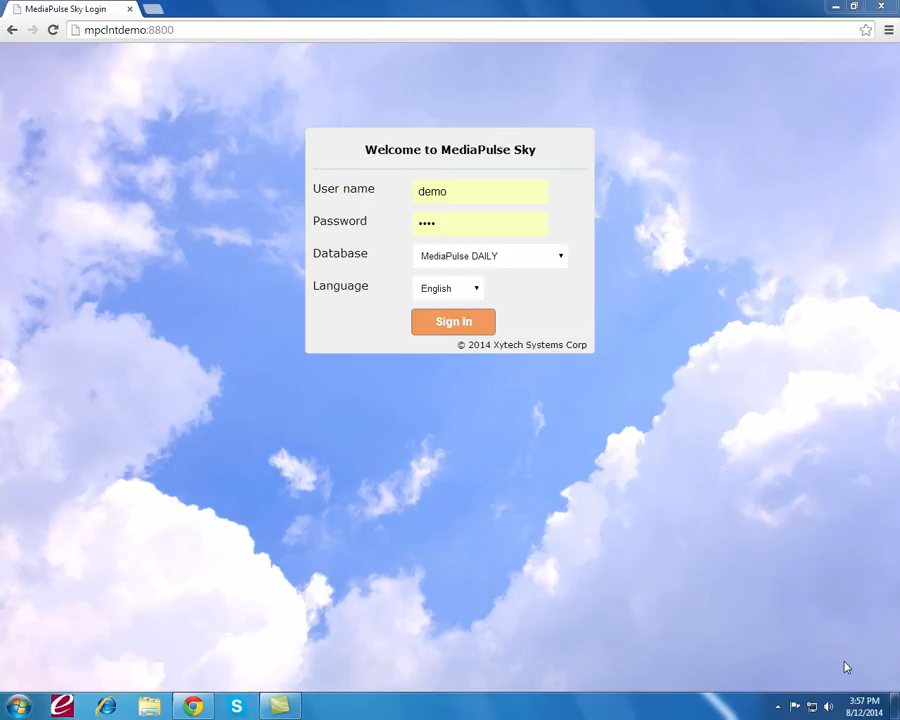 MediaPulse Sky Login
mpclntdemo:8800
Welcome to MediaPulse Sky
User name
demo
Password
••••
Database
MediaPulse DAILY
Language
English
Sign In
© 2014 Xytech Systems Corp
3:57 PM
8/12/2014